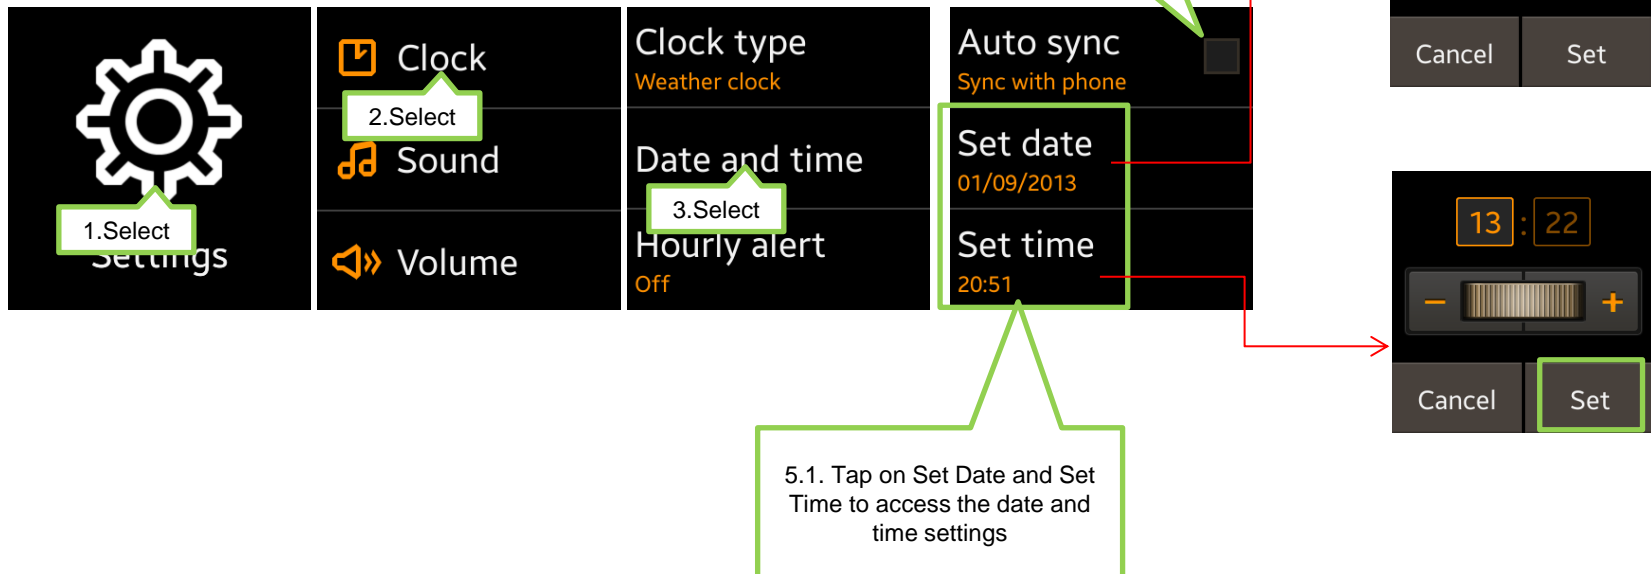 Settings
1.Select
Clock
2.Select
Sound
Volume
Clock type
Weather clock
Date and time
3.Select
Hourly alert
Off
Auto sync
Sync with phone
Set date
01/09/2013
Set time
20:51
Cancel
Set
13 : 22
− +
Cancel
Set
5.1. Tap on Set Date and Set
Time to access the date and
time settings